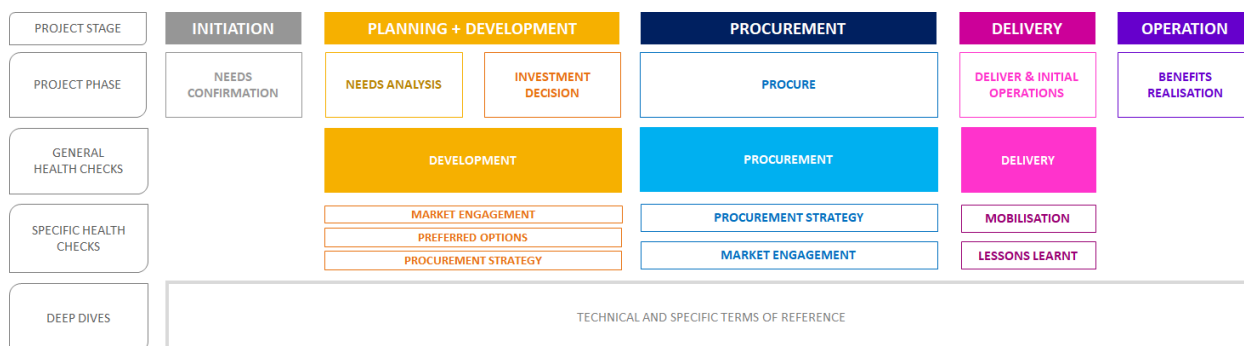 PROJECT STAGE
INITIATION
PLANNING + DEVELOPMENT
PROCUREMENT
DELIVERY
OPERATION
PROJECT PHASE
NEEDS
CONFIRMATION
NEEDS ANALYSIS
INVESTMENT
DECISION
PROCURE
DELIVER & INITIAL
OPERATIONS
BENEFITS
REALISATION
GENERAL
HEALTH CHECKS
DEVELOPMENT
PROCUREMENT
DELIVERY
SPECIFIC HEALTH
CHECKS
MARKET ENGAGEMENT
PREFERRED OPTIONS
PROCUREMENT STRATEGY
PROCUREMENT STRATEGY
MARKET ENGAGEMENT
MOBILISATION
LESSONS LEARNT
DEEP DIVES
TECHNICAL AND SPECIFIC TERMS OF REFERENCE